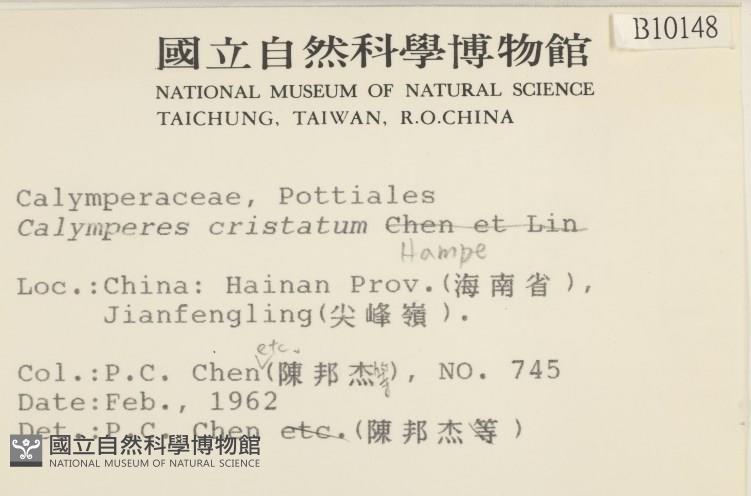 B10148
國立自然科學博物館
NATIONAL MUSEUM OF NATURAL SCIENCE
TAICHUNG, TAIWAN, R.O.CHINA
Calymperaceae, Pottiales
Calymperes cristatum Chen et Lin
Hampe
Loc.:China: Hainan Prov.(海南省),
Jianfengling(尖峰嶺).
etc.
Col.:P.C. Chen(陳邦杰等), NO. 745
Date:Feb., 1962
Det.:P.C. Chen etc.(陳邦杰等)
國立自然科學博物館
NATIONAL MUSEUM OF NATURAL SCIENCE